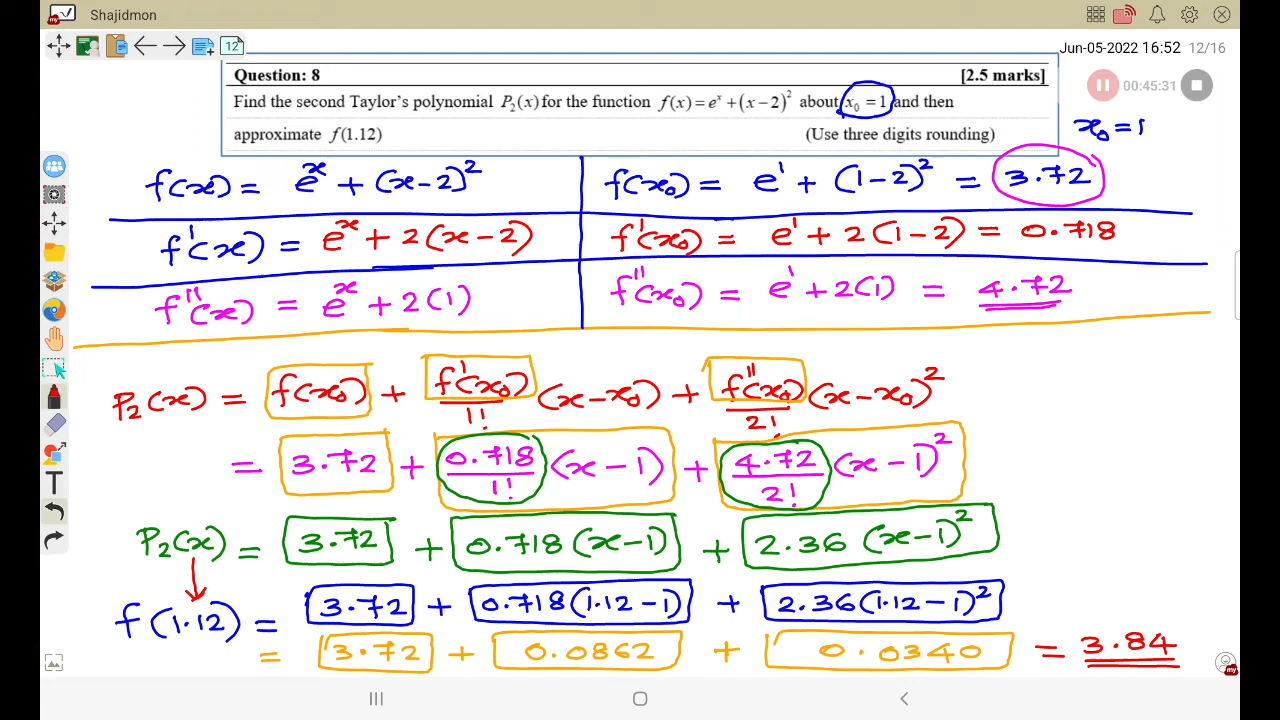 Shajidmon
12
Jun-05-2022 16:52 12/16
00:45:31
Question: 8 [2.5 marks]
Find the second Taylor's polynomial P₂(x) for the function f(x) = eˣ + (x−2)² about x₀ = 1 and then
approximate f(1.12) (Use three digits rounding)
x₀ = 1
f(x) = eˣ + (x−2)² f(x₀) = e¹ + (1−2)² = 3.72
f'(x) = eˣ + 2(x−2) f'(x₀) = e¹ + 2(1−2) = 0.718
f''(x) = eˣ + 2(1) f''(x₀) = e¹ + 2(1) = 4.72
P₂(x) = f(x₀) + f'(x₀)/1! (x−x₀) + f''(x₀)/2! (x−x₀)²
= 3.72 + 0.718/1! (x−1) + 4.72/2! (x−1)²
P₂(x) = 3.72 + 0.718(x−1) + 2.36 (x−1)²
f(1.12) = 3.72 + 0.718(1.12−1) + 2.36(1.12−1)²
= 3.72 + 0.0862 + 0.0340 = 3.84